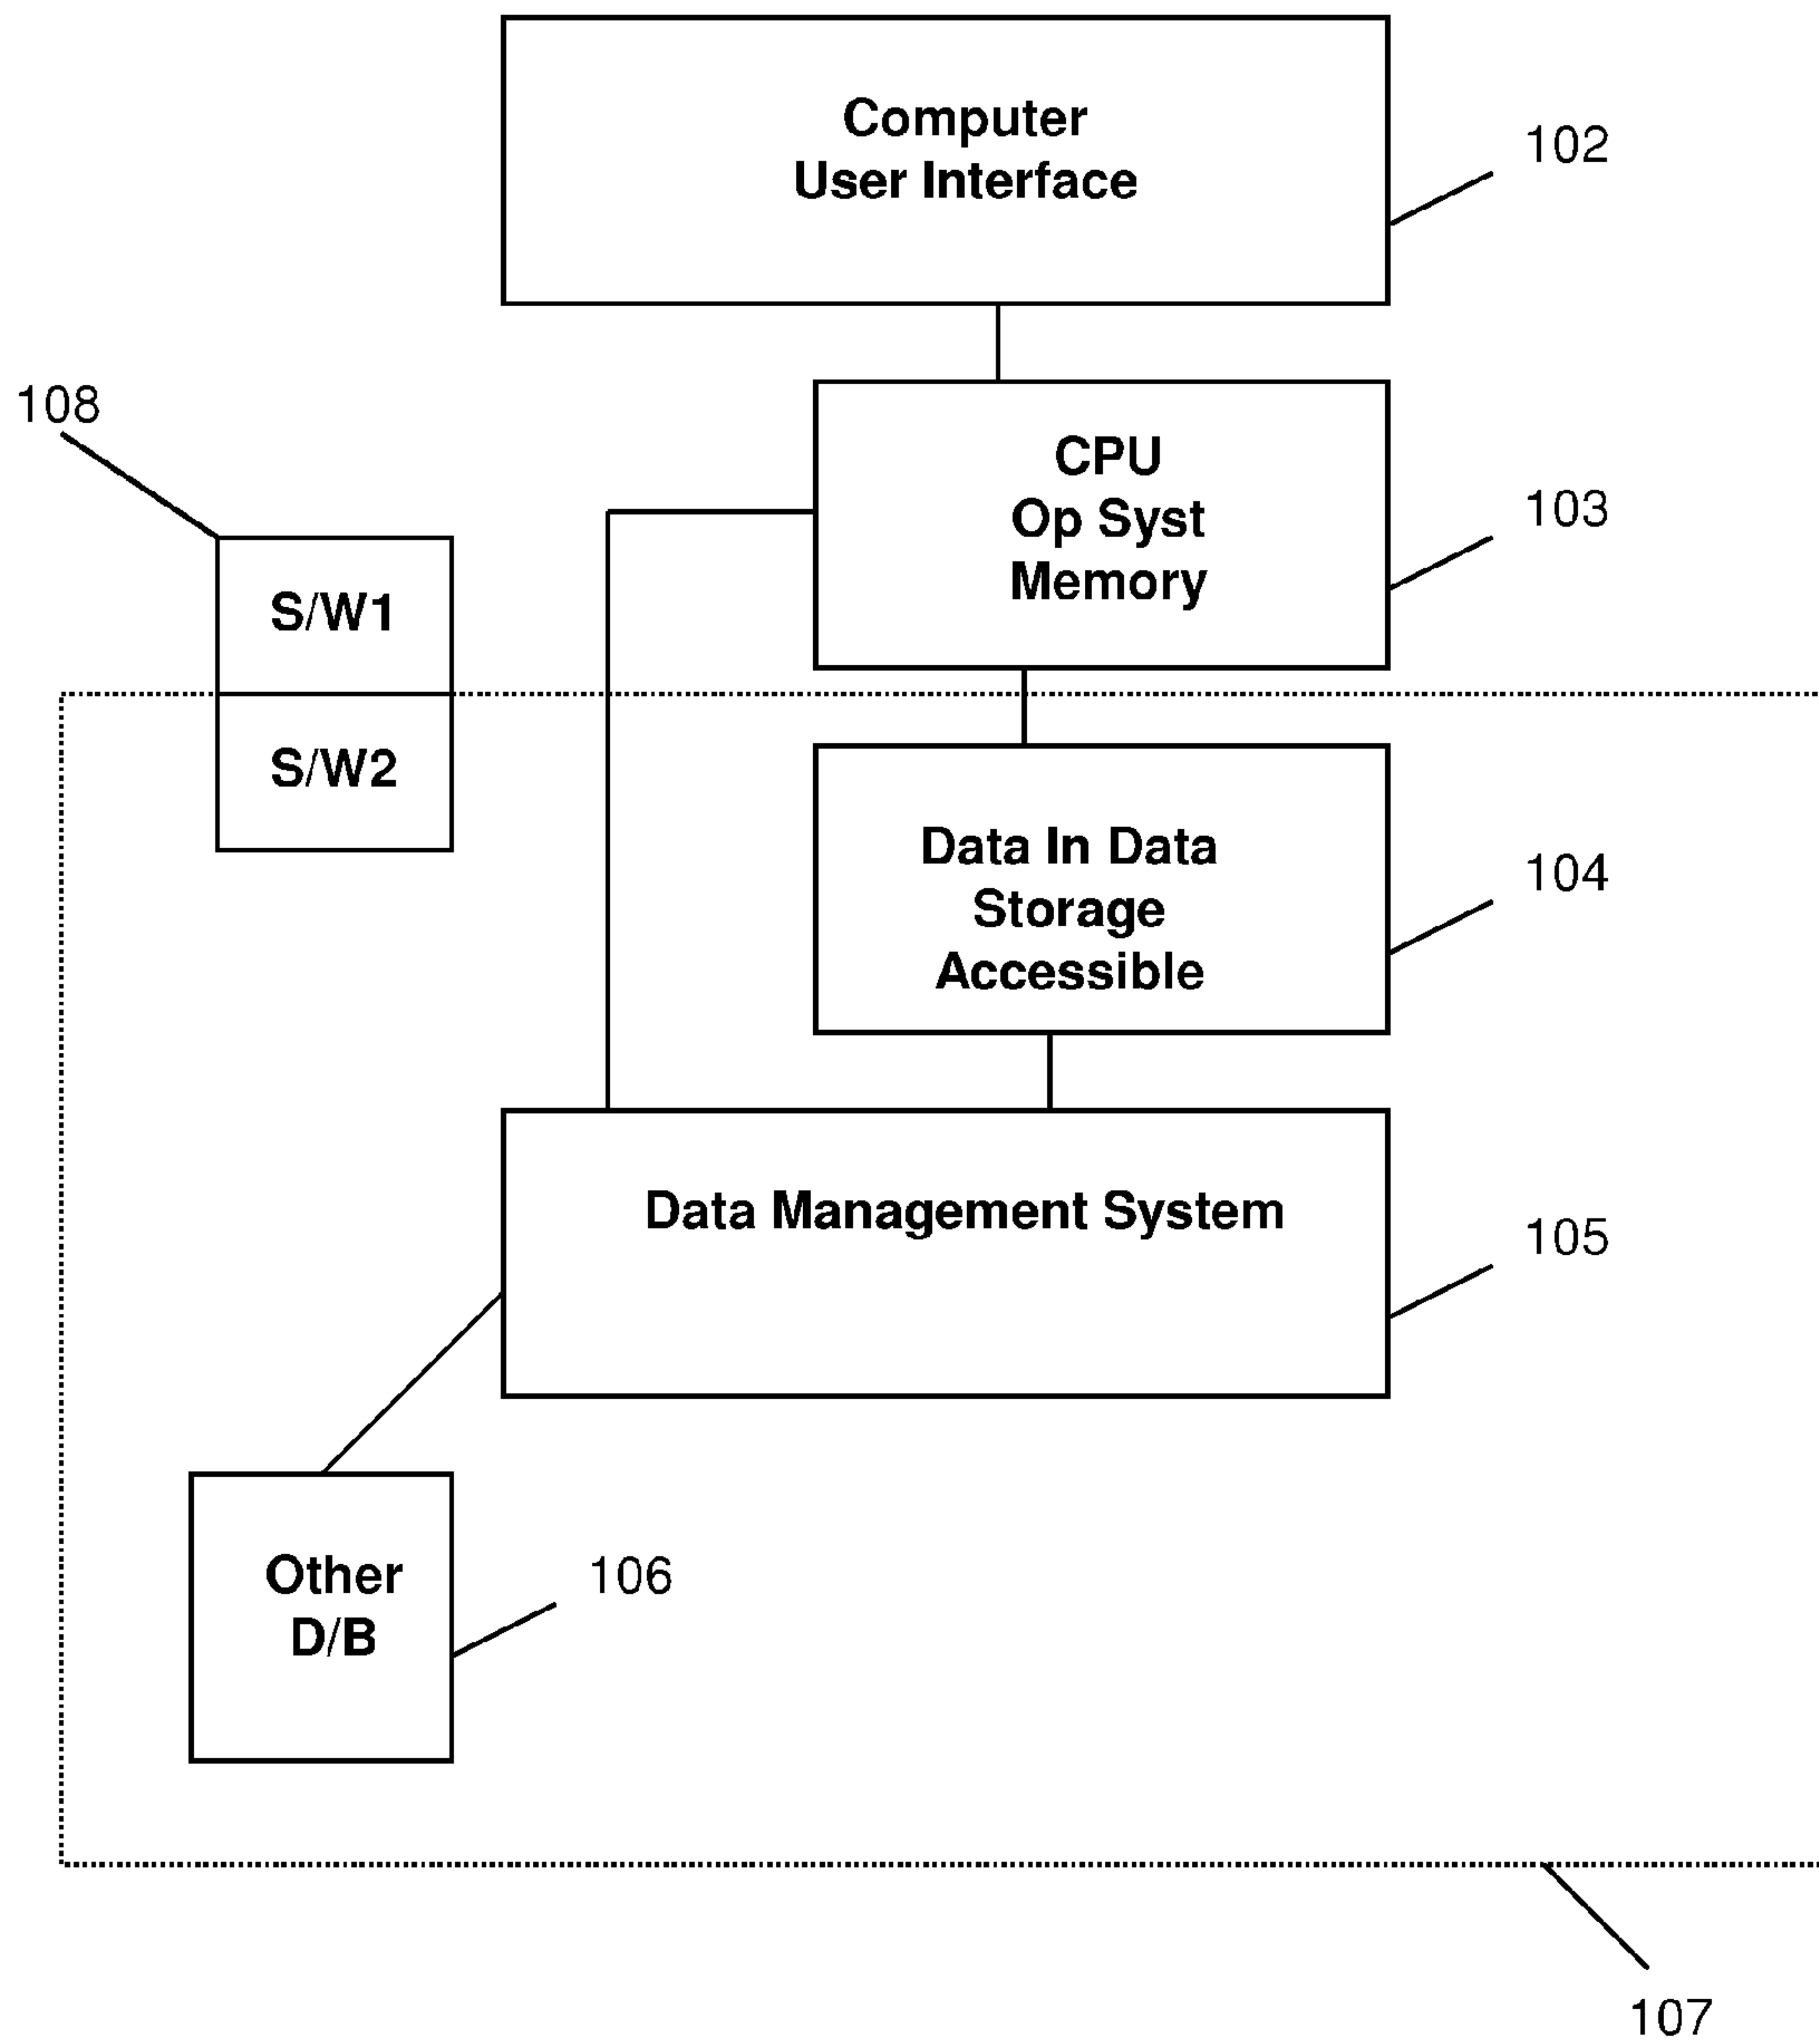 Computer
User Interface
102
108
CPU
Op Syst
Memory
103
S/W1
S/W2
Data In Data
Storage
Accessible
104
Data Management System
105
Other
D/B
106
107